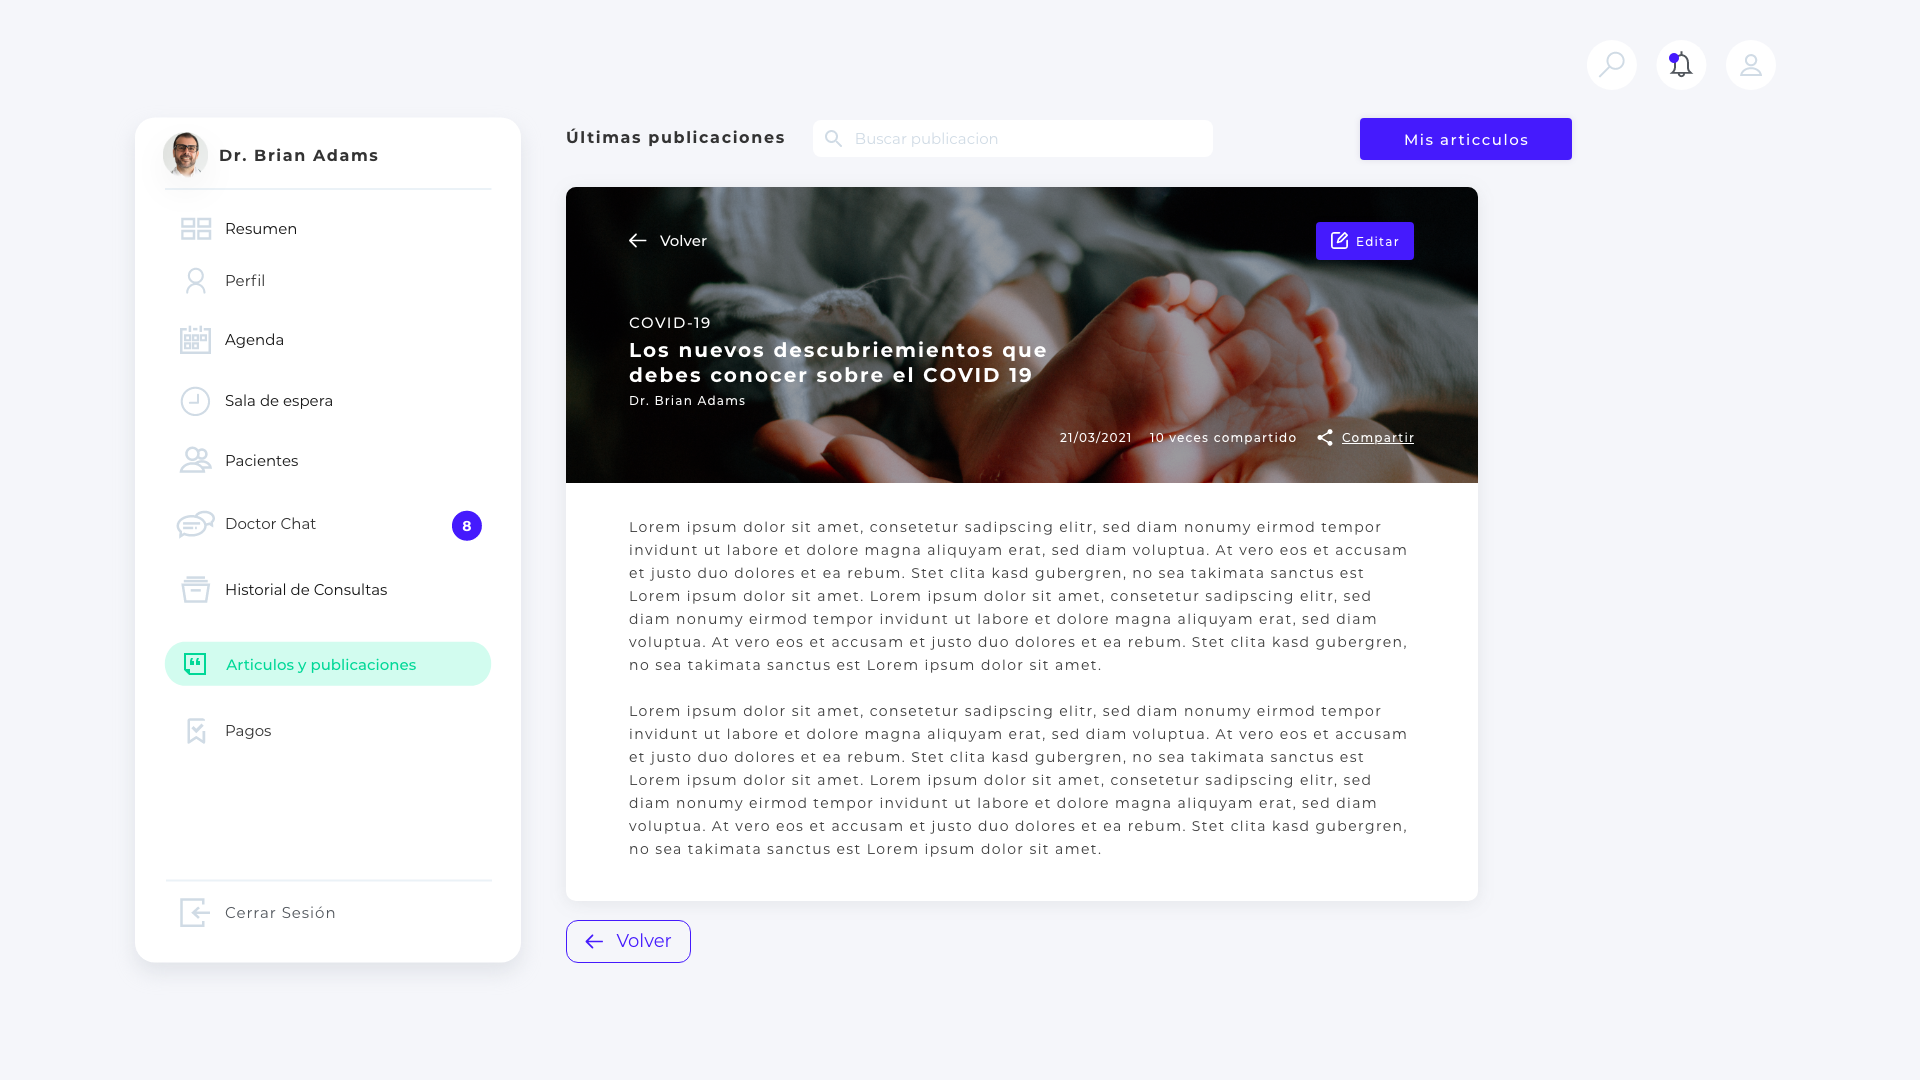 Dr. Brian Adams
Resumen
Perfil
Agenda
Sala de espera
Pacientes
Doctor Chat
8
Historial de Consultas
Articulos y publicaciones
Pagos
Cerrar Sesión
Últimas publicaciones
Buscar publicacion
Mis articculos
Volver
Editar
COVID-19
Los nuevos descubriemientos que
debes conocer sobre el COVID 19
Dr. Brian Adams
21/03/2021 10 veces compartido Compartir
Lorem ipsum dolor sit amet, consetetur sadipscing elitr, sed diam nonumy eirmod tempor
invidunt ut labore et dolore magna aliquyam erat, sed diam voluptua. At vero eos et accusam
et justo duo dolores et ea rebum. Stet clita kasd gubergren, no sea takimata sanctus est
Lorem ipsum dolor sit amet. Lorem ipsum dolor sit amet, consetetur sadipscing elitr, sed
diam nonumy eirmod tempor invidunt ut labore et dolore magna aliquyam erat, sed diam
voluptua. At vero eos et accusam et justo duo dolores et ea rebum. Stet clita kasd gubergren,
no sea takimata sanctus est Lorem ipsum dolor sit amet.
Lorem ipsum dolor sit amet, consetetur sadipscing elitr, sed diam nonumy eirmod tempor
invidunt ut labore et dolore magna aliquyam erat, sed diam voluptua. At vero eos et accusam
et justo duo dolores et ea rebum. Stet clita kasd gubergren, no sea takimata sanctus est
Lorem ipsum dolor sit amet. Lorem ipsum dolor sit amet, consetetur sadipscing elitr, sed
diam nonumy eirmod tempor invidunt ut labore et dolore magna aliquyam erat, sed diam
voluptua. At vero eos et accusam et justo duo dolores et ea rebum. Stet clita kasd gubergren,
no sea takimata sanctus est Lorem ipsum dolor sit amet.
Volver